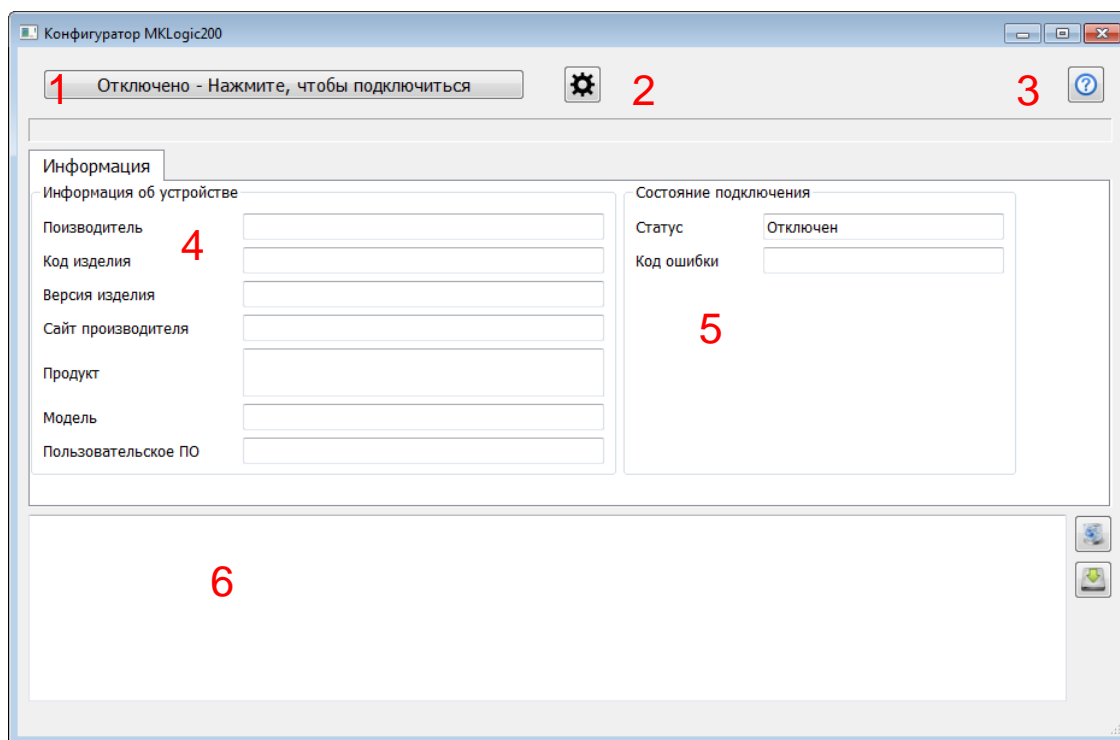 Конфигуратор MKLogic200
1 Отключено - Нажмите, чтобы подключиться 2 3
Информация
Информация об устройстве
Поизводитель
4
Код изделия
Версия изделия
Сайт производителя
Продукт
Модель
Пользовательское ПО
Состояние подключения
Статус Отключен
Код ошибки
5
6